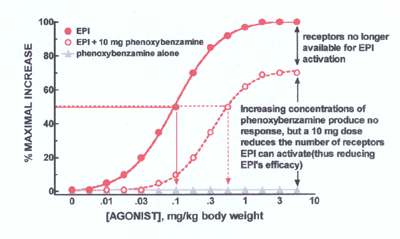 100
80
60
40
20
0
% MAXIMAL INCREASE
EPI
EPI + 10 mg phenoxybenzamine
phenoxybenzamine alone
receptors no longer
available for EPI
activation
Increasing concentrations of
phenoxybenzamine produce no
response, but a 10 mg dose
reduces the number of receptors
EPI can activate(thus reducing
EPI's efficacy)
0 .01 .03 .1 .3 1 3 10
[AGONIST], mg/kg body weight